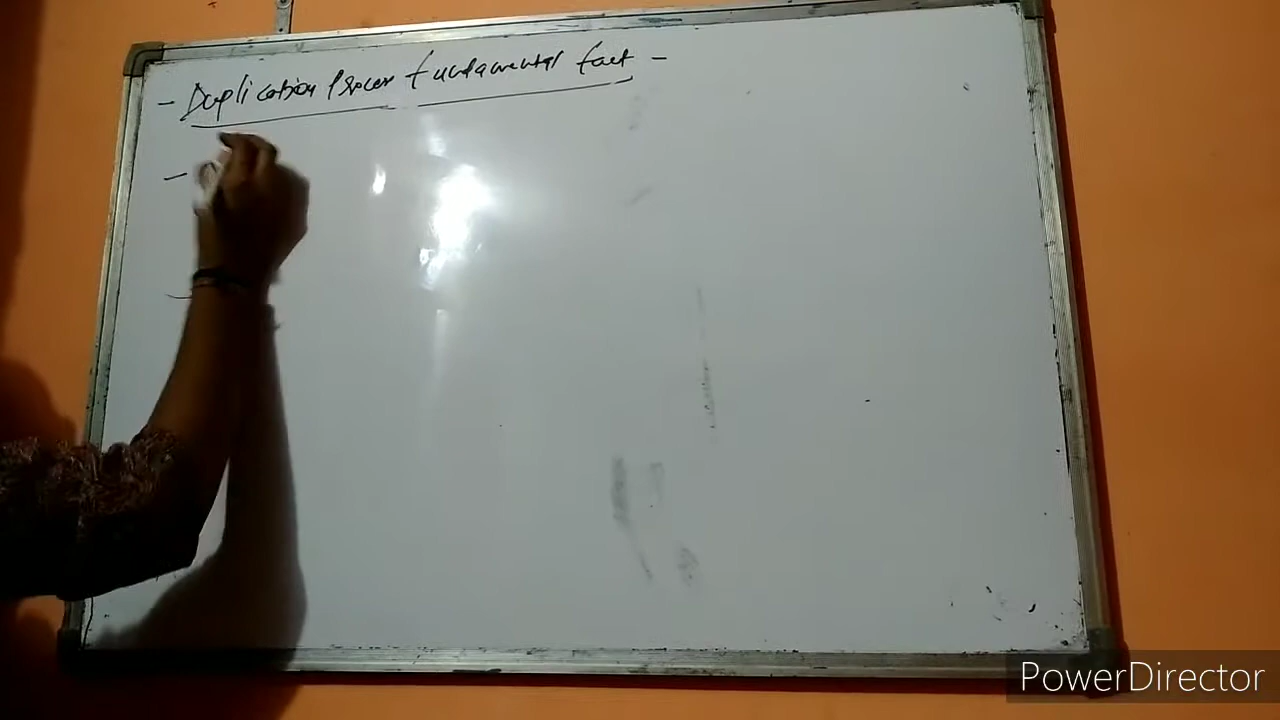 - Duplication Process fundamental fact -
-
PowerDirector